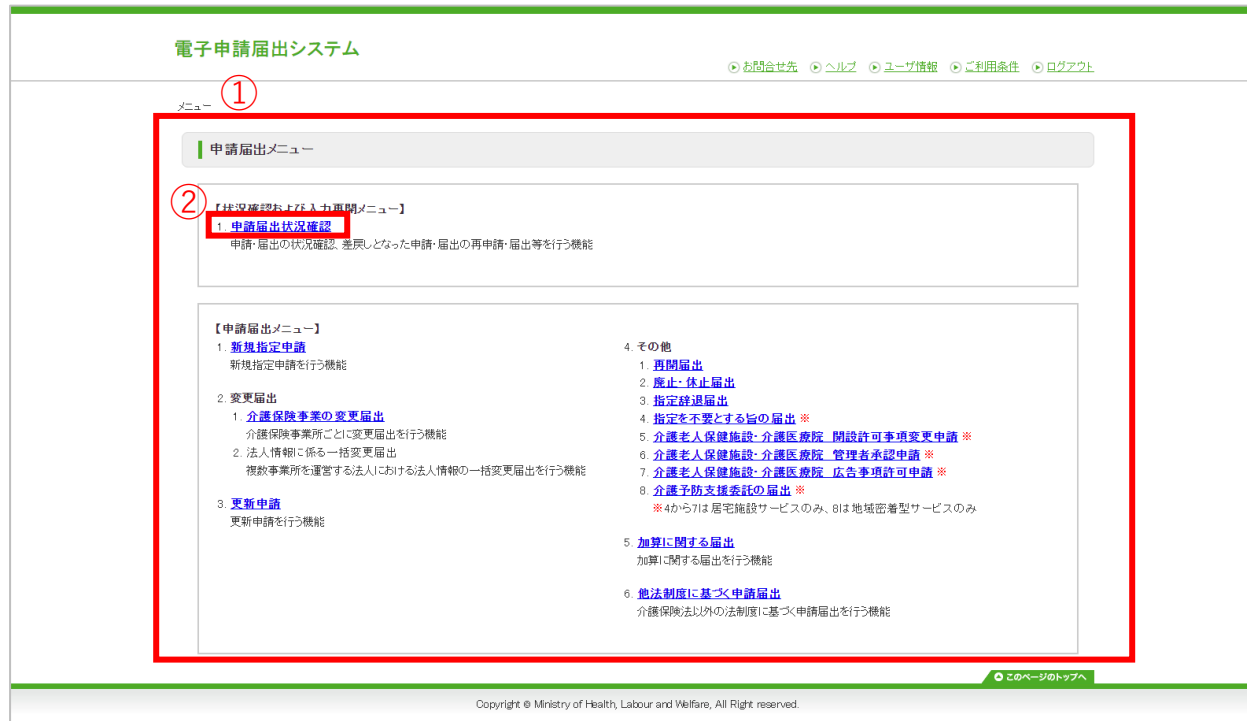 電子申請届出システム
お問合せ先 ヘルプ ユーザ情報 ご利用条件 ログアウト
メニュー
①
申請届出メニュー
②
【状況確認および入力再開メニュー】
1. 申請届出状況確認
申請・届出の状況確認、差戻しとなった申請・届出の再申請・届出等を行う機能
【申請届出メニュー】
1. 新規指定申請
新規指定申請を行う機能
2. 変更届出
1. 介護保険事業の変更届出
介護保険事業所ごとに変更届出を行う機能
2. 法人情報に係る一括変更届出
複数事業所を運営する法人における法人情報の一括変更届出を行う機能
3. 更新申請
更新申請を行う機能
4. その他
1. 再開届出
2. 廃止・休止届出
3. 指定辞退届出
4. 指定を不要とする旨の届出 ※
5. 介護老人保健施設・介護医療院 開設許可事項変更申請 ※
6. 介護老人保健施設・介護医療院 管理者承認申請 ※
7. 介護老人保健施設・介護医療院 広告事項許可申請 ※
8. 介護予防支援委託の届出 ※
※4から7は居宅施設サービスのみ、8は地域密着型サービスのみ
5. 加算に関する届出
加算に関する届出を行う機能
6. 他法制度に基づく申請届出
介護保険法以外の法制度に基づく申請届出を行う機能
このページのトップへ
Copyright © Ministry of Health, Labour and Welfare, All Right reserved.